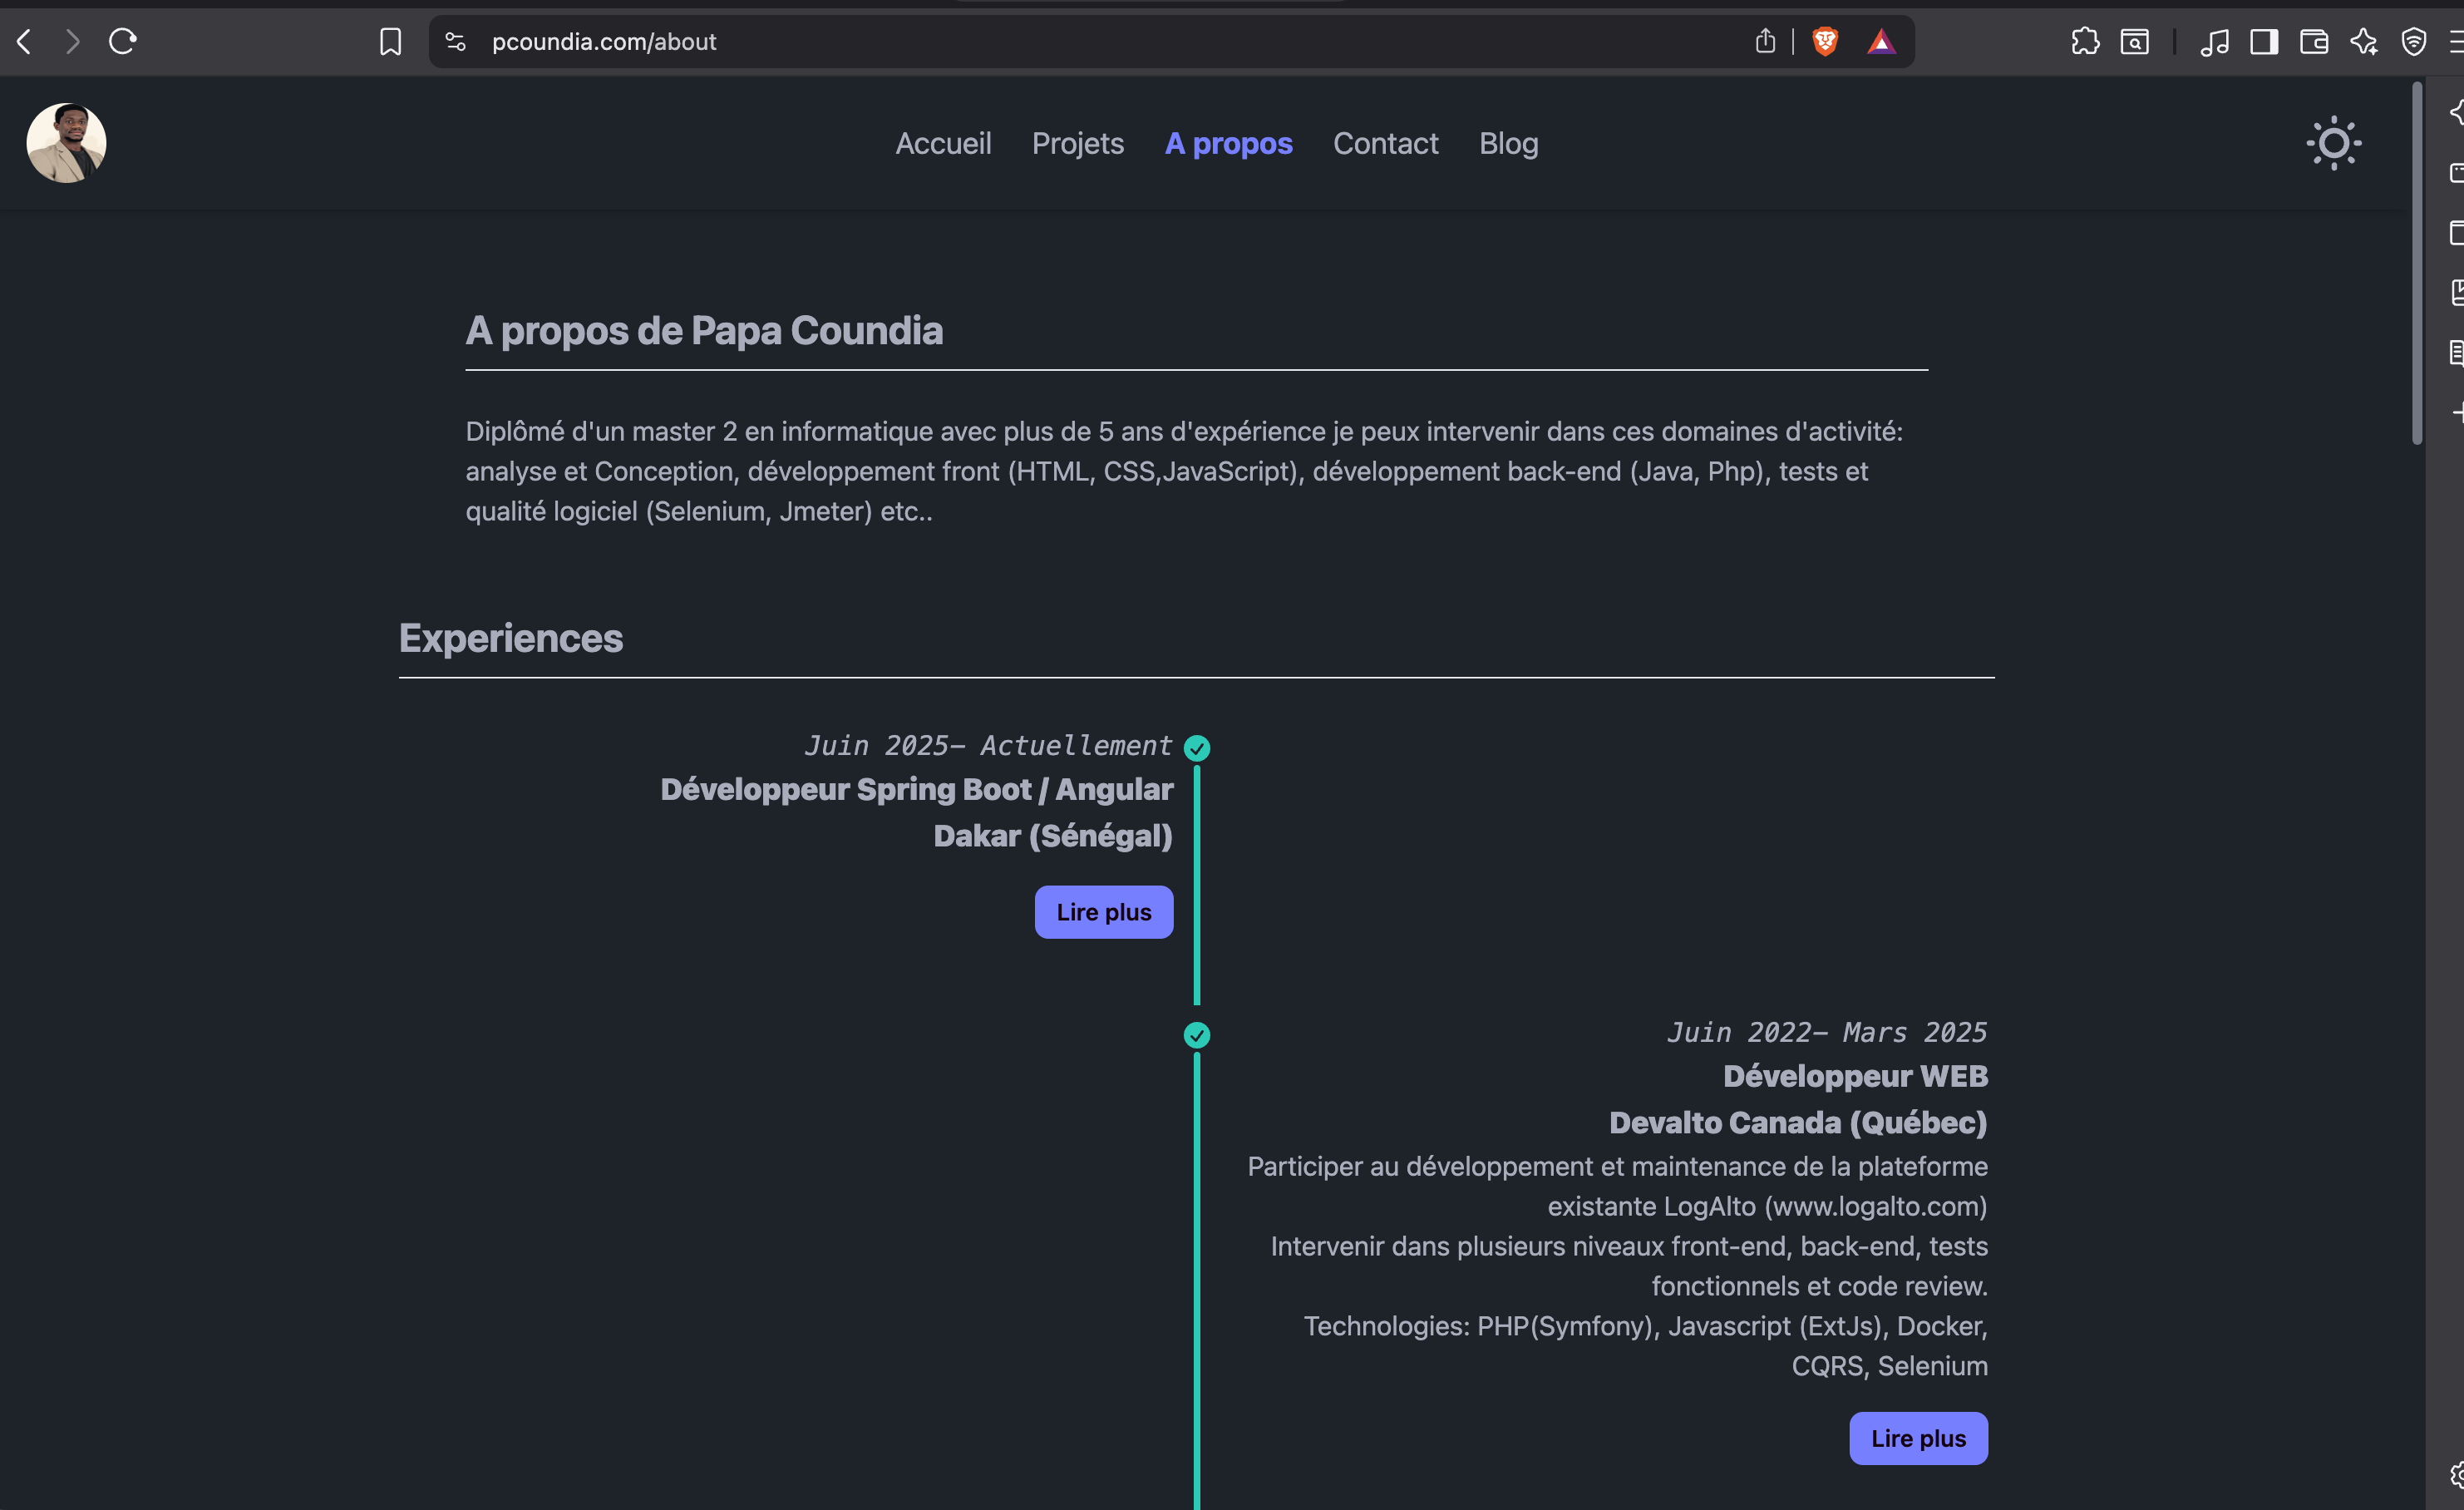 pcoundia.com/about
Accueil Projets A propos Contact Blog
A propos de Papa Coundia
Diplômé d'un master 2 en informatique avec plus de 5 ans d'expérience je peux intervenir dans ces domaines d'activité:
analyse et Conception, développement front (HTML, CSS,JavaScript), développement back-end (Java, Php), tests et
qualité logiciel (Selenium, Jmeter) etc..
Experiences
Juin 2025– Actuellement
Développeur Spring Boot / Angular
Dakar (Sénégal)
Lire plus
Juin 2022– Mars 2025
Développeur WEB
Devalto Canada (Québec)
Participer au développement et maintenance de la plateforme
existante LogAlto (www.logalto.com)
Intervenir dans plusieurs niveaux front-end, back-end, tests
fonctionnels et code review.
Technologies: PHP(Symfony), Javascript (ExtJs), Docker,
CQRS, Selenium
Lire plus